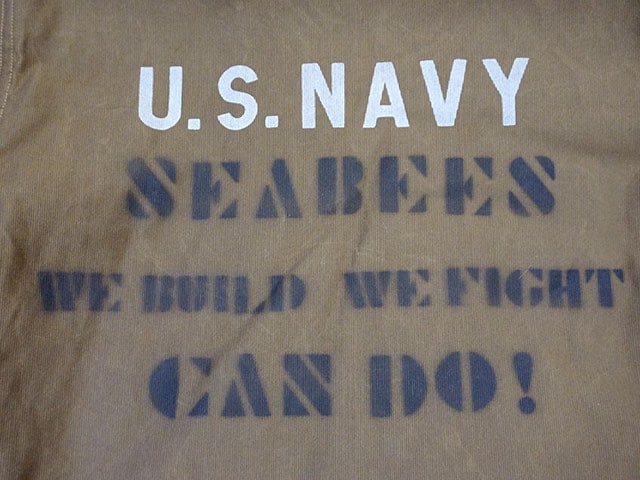 U.S. NAVY
SEABEES
WE BUILD WE FIGHT
CAN DO!